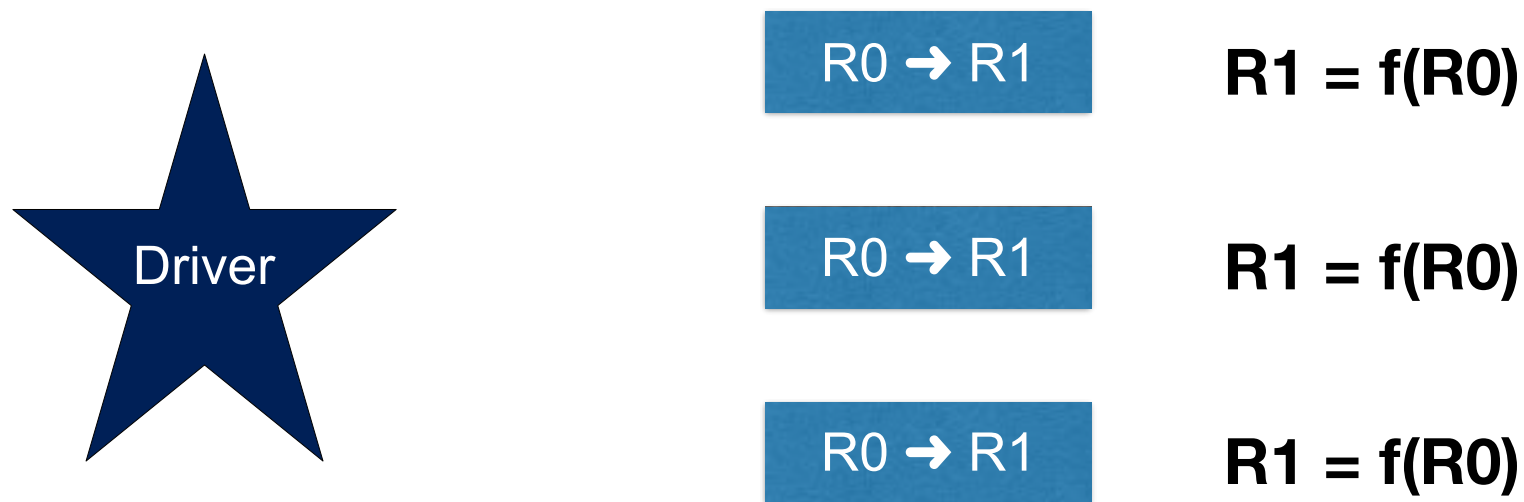 R0 ➜ R1
R1 = f(R0)
Driver
R0 ➜ R1
R1 = f(R0)
R0 ➜ R1
R1 = f(R0)